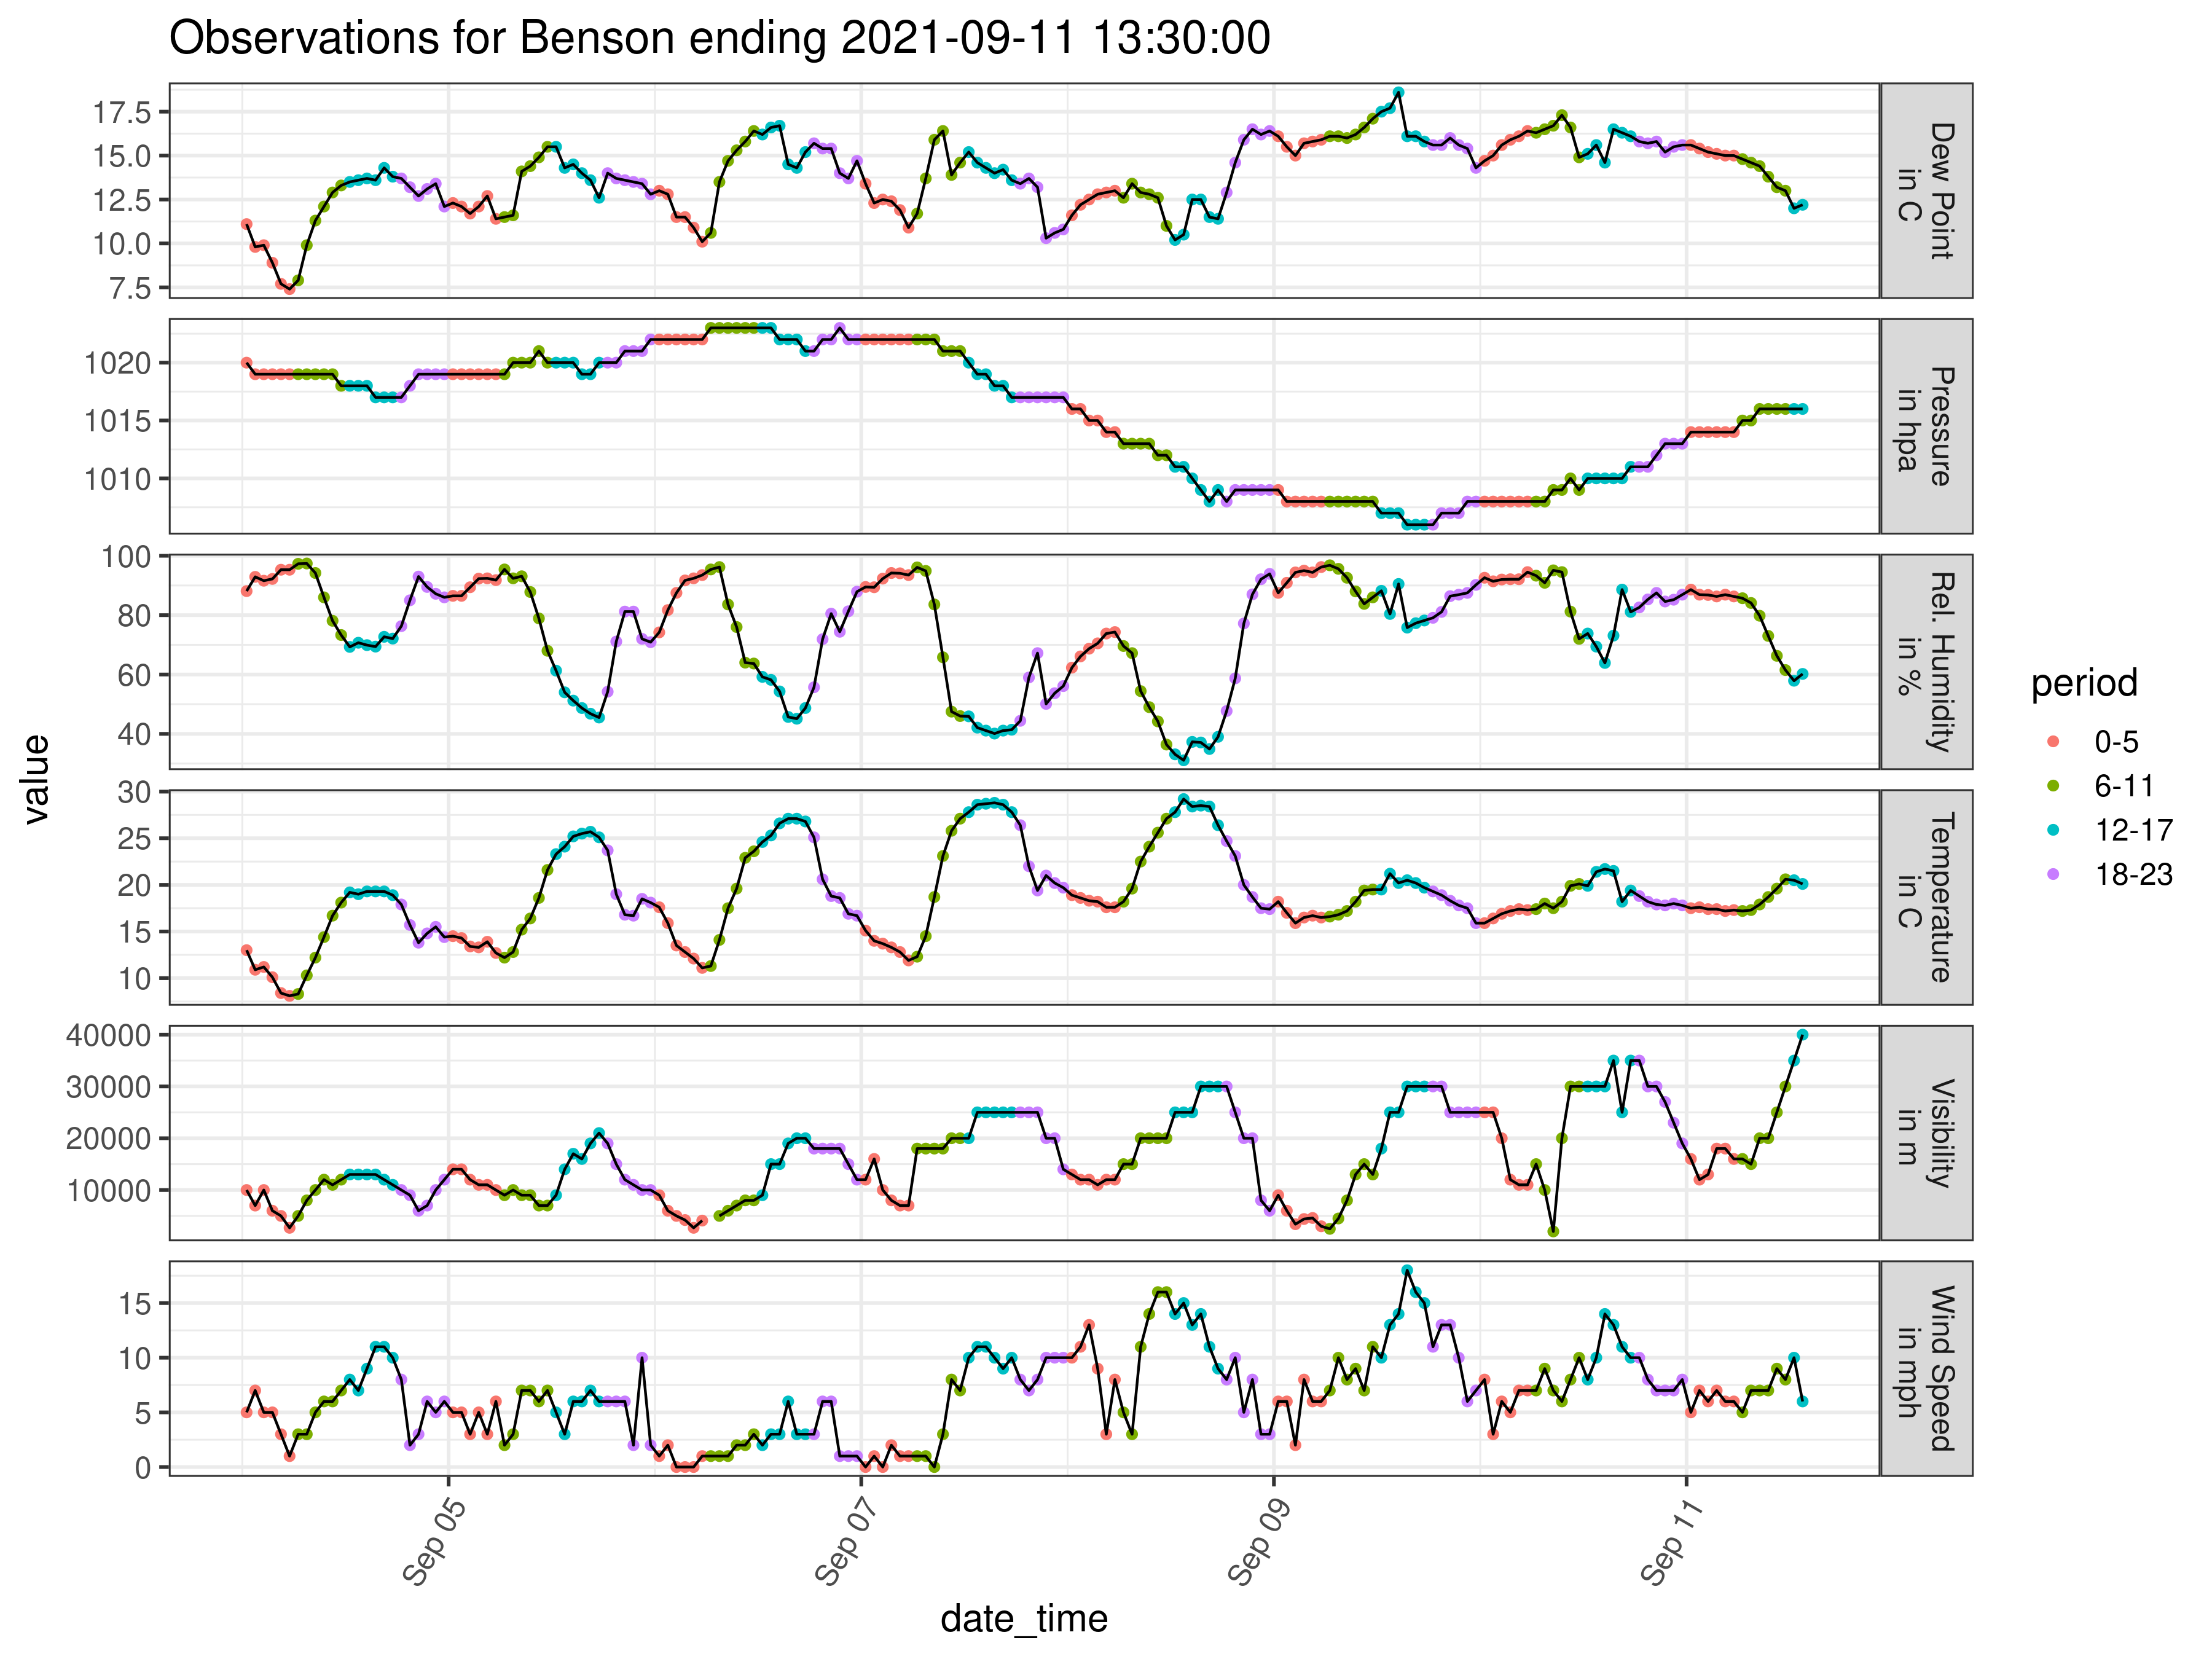 Observations for Benson ending 2021-09-11 13:30:00
value
17.5
15.0
12.5
10.0
7.5
Dew Point
in C
1020
1015
1010
Pressure
in hpa
100
80
60
40
Rel. Humidity
in %
30
25
20
15
10
Temperature
in C
40000
30000
20000
10000
Visibility
in m
15
10
5
0
Wind Speed
in mph
Sep 05
Sep 07
Sep 09
Sep 11
date_time
period
0-5
6-11
12-17
18-23